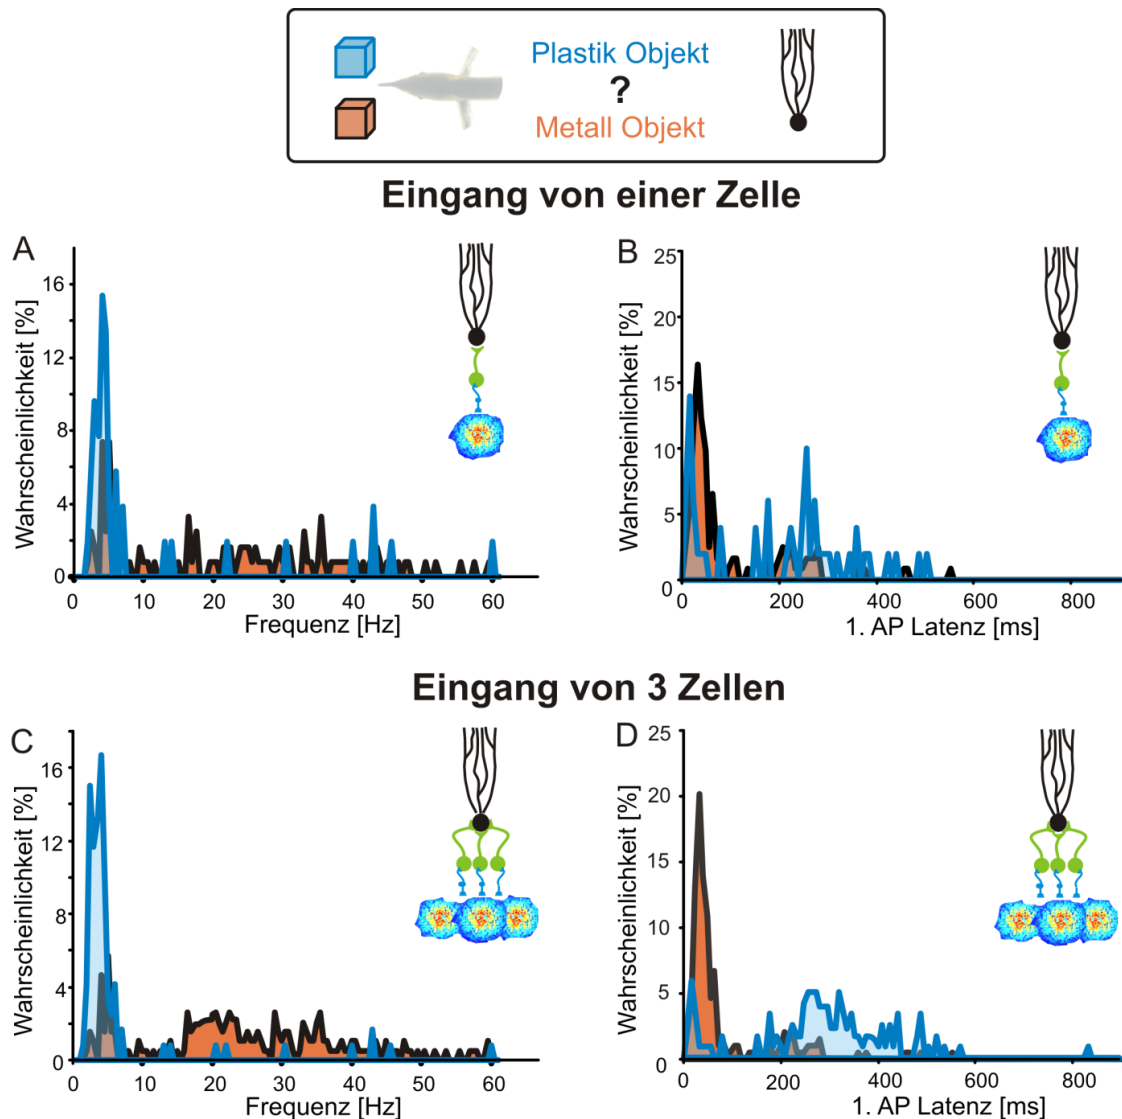 Plastik Objekt
?
Metall Objekt
Eingang von einer Zelle
A
Wahrscheinlichkeit [%]
16
12
8
4
0
0 10 20 30 40 50 60
Frequenz [Hz]
B
Wahrscheinlichkeit [%]
25
20
15
10
5
0
0 200 400 600 800
1. AP Latenz [ms]
Eingang von 3 Zellen
C
Wahrscheinlichkeit [%]
16
12
8
4
0
0 10 20 30 40 50 60
Frequenz [Hz]
D
Wahrscheinlichkeit [%]
25
20
15
10
5
0
0 200 400 600 800
1. AP Latenz [ms]